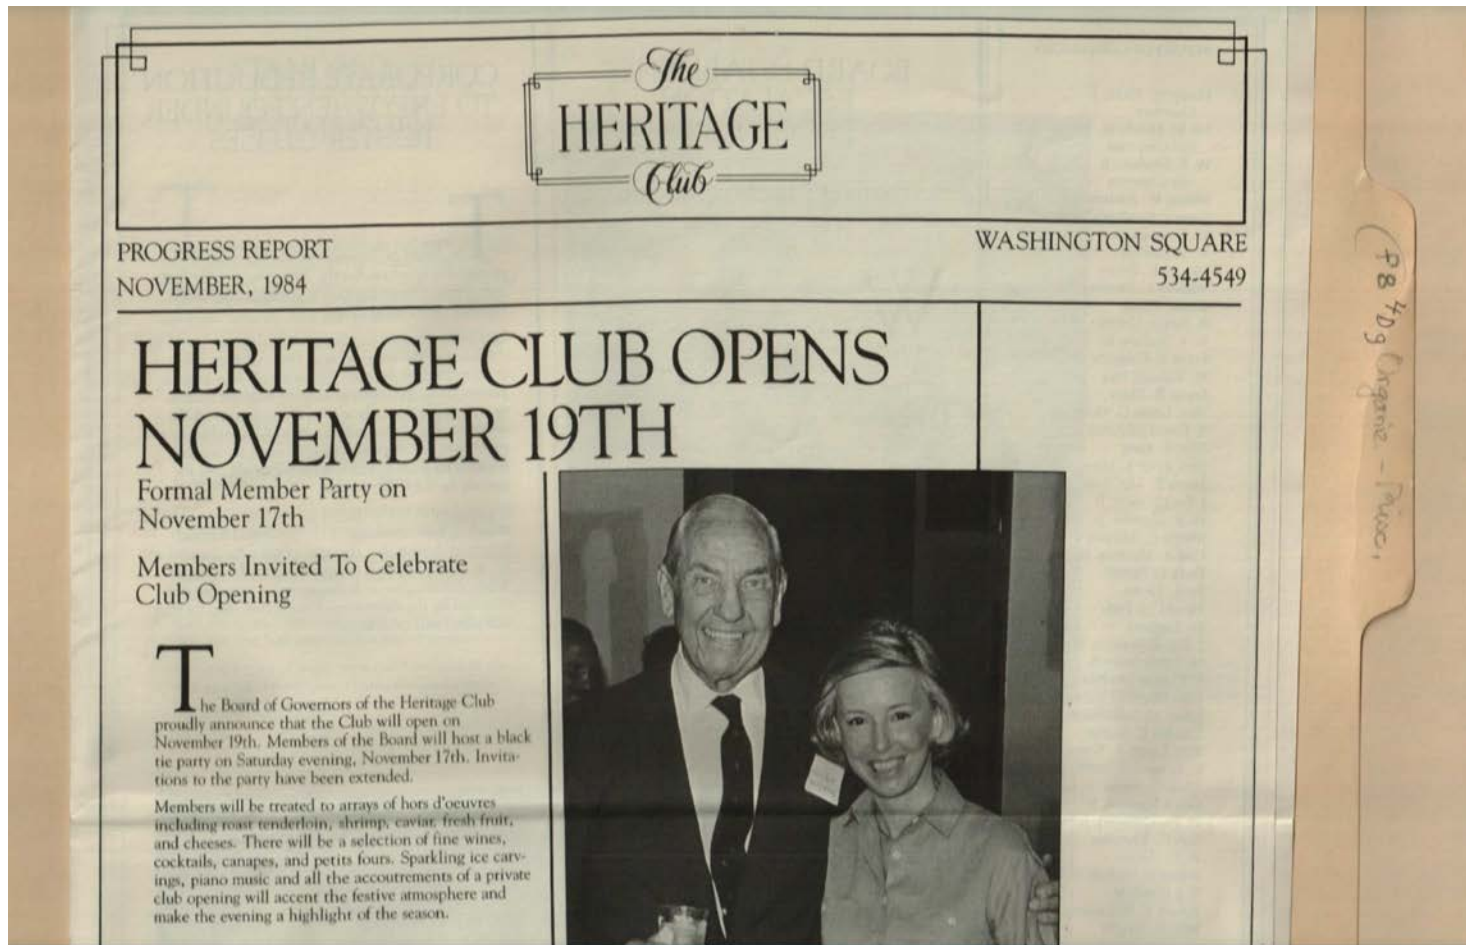 The
HERITAGE
Club
PROGRESS REPORT
NOVEMBER, 1984
WASHINGTON SQUARE
534-4549
HERITAGE CLUB OPENS
NOVEMBER 19TH
Formal Member Party on
November 17th
Members Invited To Celebrate
Club Opening
The Board of Governors of the Heritage Club
proudly announce that the Club will open on
November 19th. Members of the Board will host a black
tie party on Saturday evening, November 17th. Invita-
tions to the party have been extended.
Members will be treated to arrays of hors d'oeuvres
including roast tenderloin, shrimp, caviar, fresh fruit,
and cheeses. There will be a selection of fine wines,
cocktails, canapes, and petits fours. Sparkling ice carv-
ings, piano music and all the accoutrements of a private
club opening will accent the festive atmosphere and
make the evening a highlight of the season.